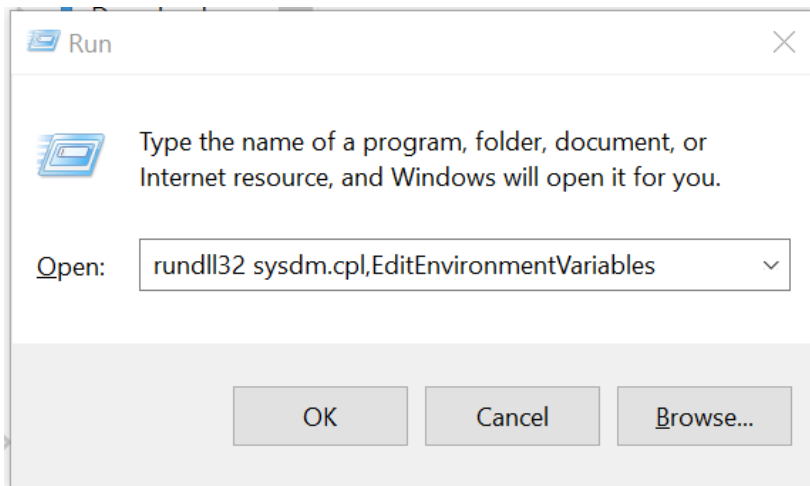 Run
Type the name of a program, folder, document, or
Internet resource, and Windows will open it for you.
Open: rundll32 sysdm.cpl,EditEnvironmentVariables
OK Cancel Browse...